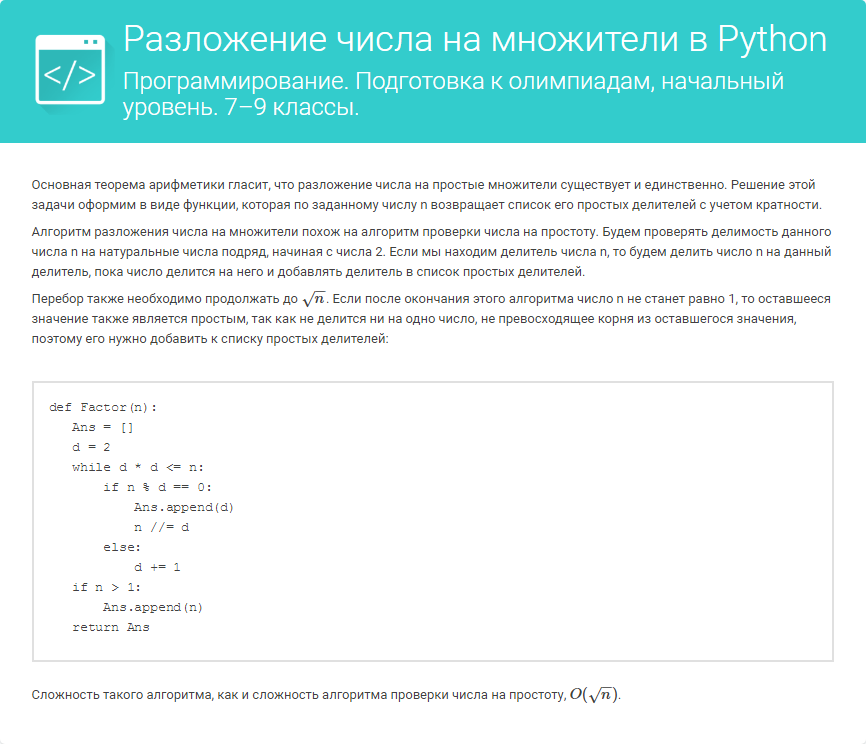 </>
Разложение числа на множители в Python
Программирование. Подготовка к олимпиадам, начальный
уровень. 7–9 классы.
Основная теорема арифметики гласит, что разложение числа на простые множители существует и единственно. Решение этой
задачи оформим в виде функции, которая по заданному числу n возвращает список его простых делителей с учетом кратности.
Алгоритм разложения числа на множители похож на алгоритм проверки числа на простоту. Будем проверять делимость данного
числа n на натуральные числа подряд, начиная с числа 2. Если мы находим делитель числа n, то будем делить число n на данный
делитель, пока число делится на него и добавлять делитель в список простых делителей.
Перебор также необходимо продолжать до √n. Если после окончания этого алгоритма число n не станет равно 1, то оставшееся
значение также является простым, так как не делится ни на одно число, не превосходящее корня из оставшегося значения,
поэтому его нужно добавить к списку простых делителей:
def Factor(n):
   Ans = []
   d = 2
   while d * d <= n:
       if n % d == 0:
           Ans.append(d)
           n //= d
       else:
           d += 1
   if n > 1:
       Ans.append(n)
   return Ans
Сложность такого алгоритма, как и сложность алгоритма проверки числа на простоту, O(√n).